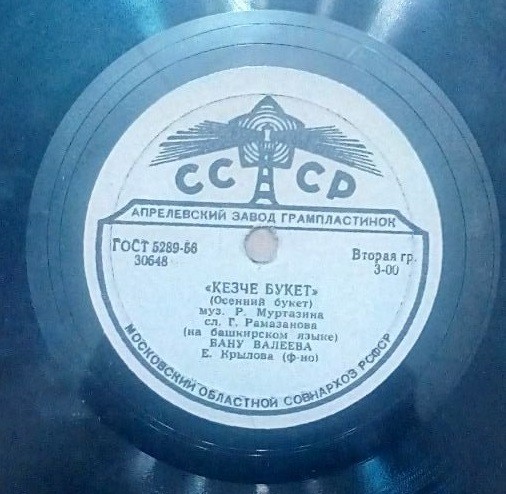 СССР
АПРЕЛЕВСКИЙ ЗАВОД ГРАМПЛАСТИНОК
ГОСТ 5289-56
30648
Вторая гр.
3-00
«КЕЗЧЕ БУКЕТ»
(Осенний букет)
муз. Р. Муртазина
сл. Г. Рамазанова
(на башкирском языке)
БАНУ ВАЛЕЕВА
Е. Крылова (ф-но)
МОСКОВСКИЙ ОБЛАСТНОЙ СОВНАРХОЗ РСФСР